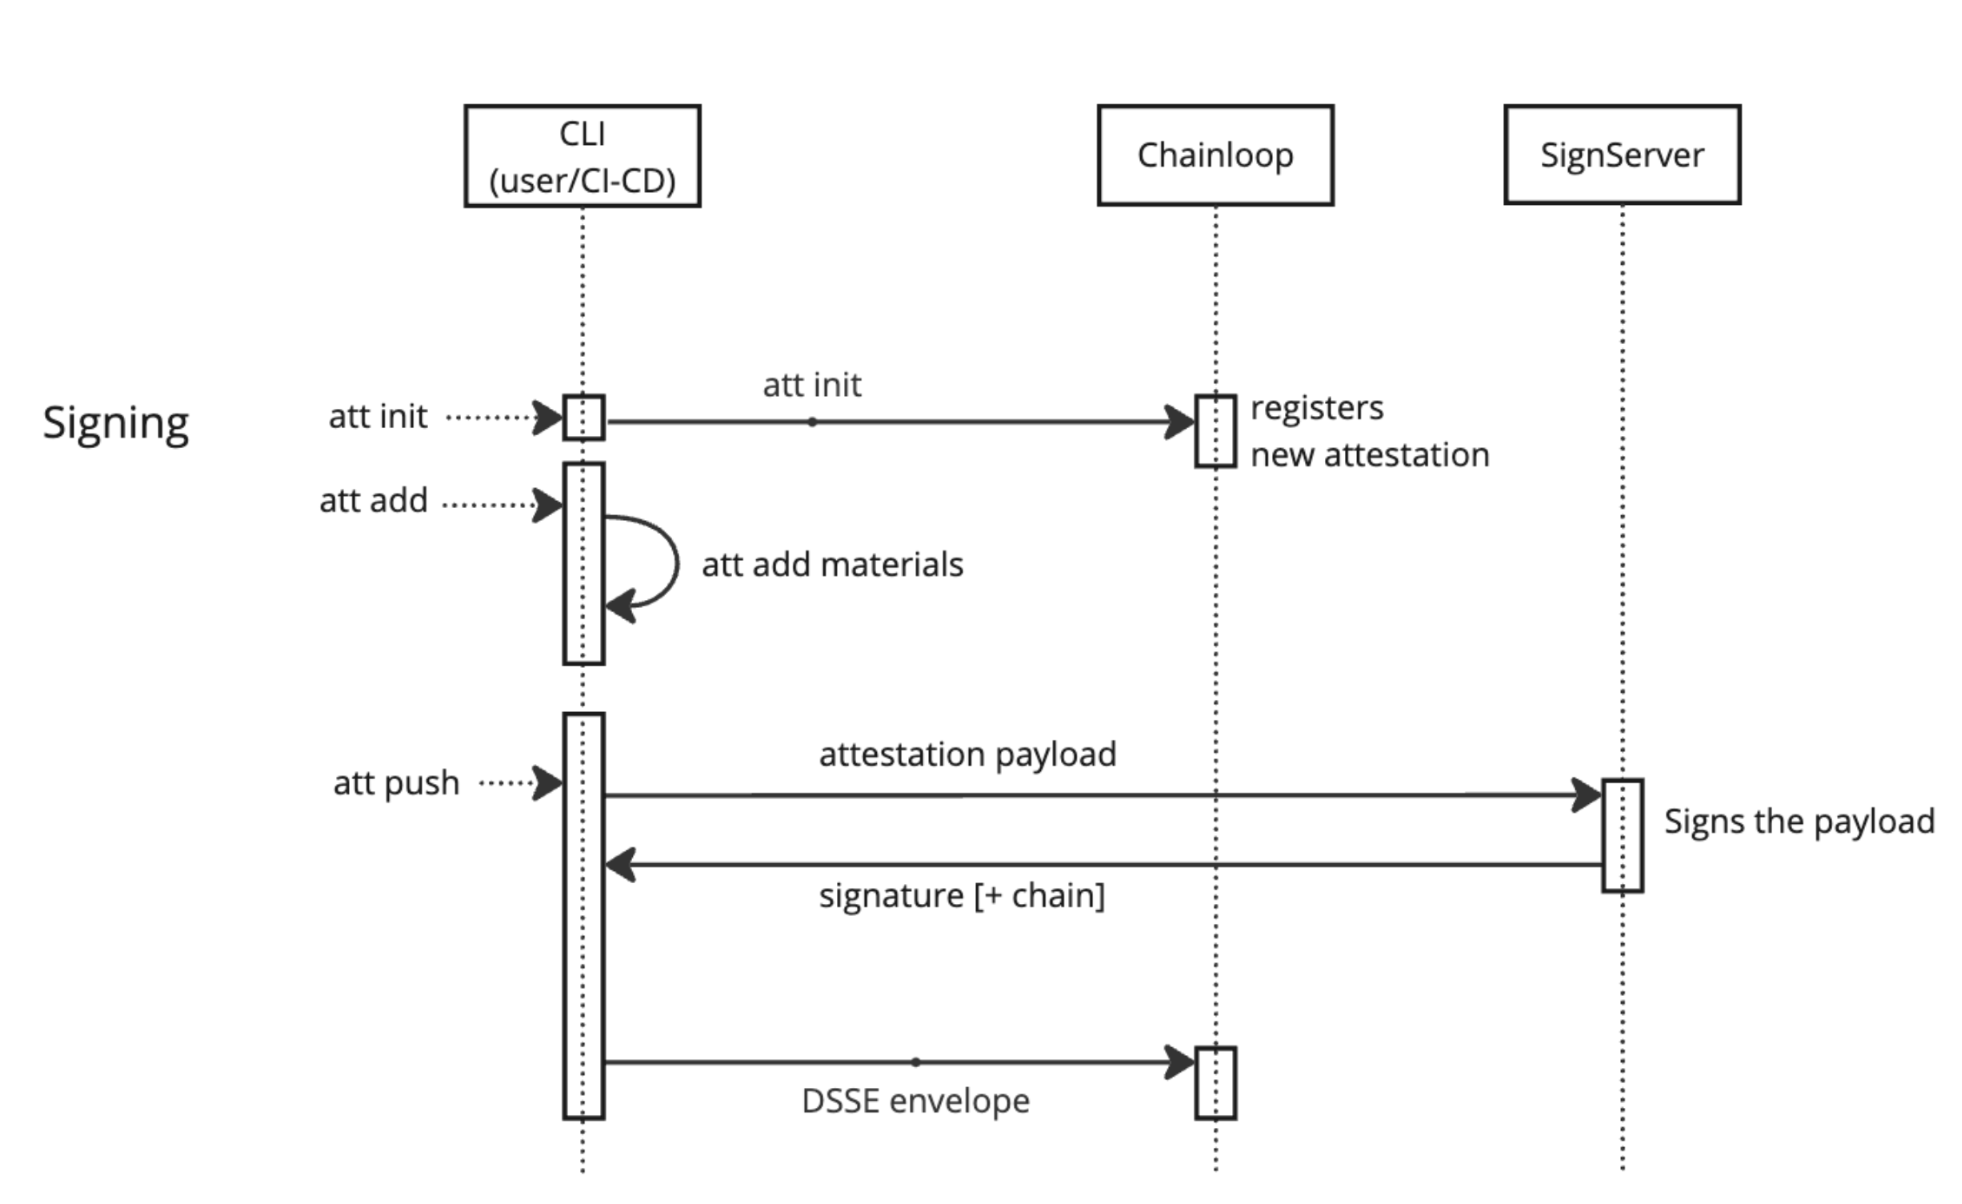 CLI
(user/CI-CD)
Chainloop
SignServer
Signing
att init
att init
registers
new attestation
att add
att add materials
att push
attestation payload
Signs the payload
signature [+ chain]
DSSE envelope